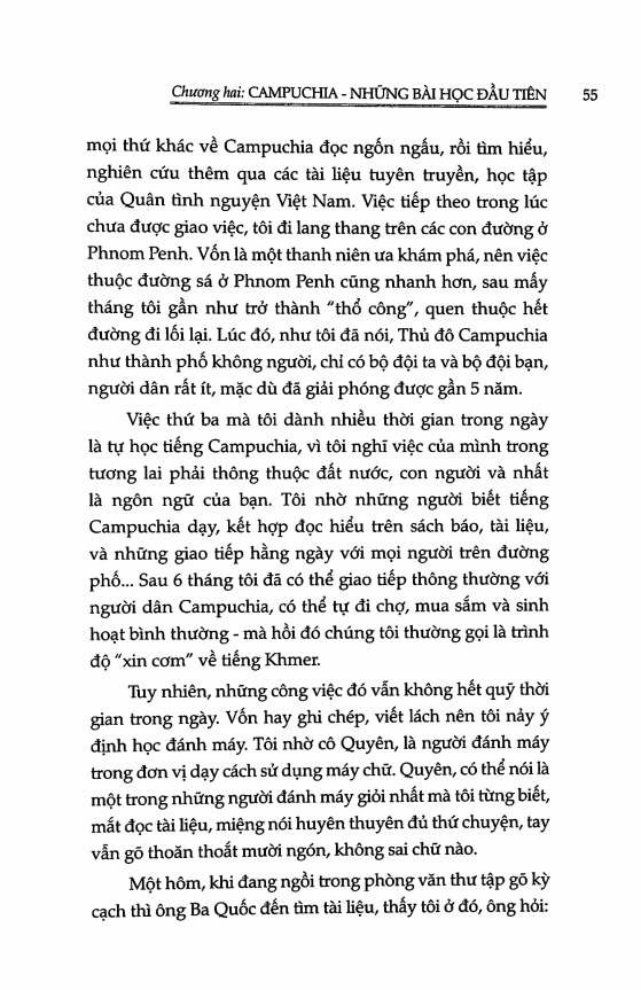 Chương hai: CAMPUCHIA - NHỮNG BÀI HỌC ĐẦU TIÊN 55
mọi thứ khác về Campuchia đọc ngốn ngấu, rồi tìm hiểu,
nghiên cứu thêm qua các tài liệu tuyên truyền, học tập
của Quân tình nguyện Việt Nam. Việc tiếp theo trong lúc
chưa được giao việc, tôi đi lang thang trên các con đường ở
Phnom Penh. Vốn là một thanh niên ưa khám phá, nên việc
thuộc đường sá ở Phnom Penh cũng nhanh hơn, sau mấy
tháng tôi gần như trở thành "thổ công", quen thuộc hết
đường đi lối lại. Lúc đó, như tôi đã nói, Thủ đô Campuchia
như thành phố không người, chỉ có bộ đội ta và bộ đội bạn,
người dân rất ít, mặc dù đã giải phóng được gần 5 năm.
Việc thứ ba mà tôi dành nhiều thời gian trong ngày
là tự học tiếng Campuchia, vì tôi nghĩ việc của mình trong
tương lai phải thông thuộc đất nước, con người và nhất
là ngôn ngữ của bạn. Tôi nhờ những người biết tiếng
Campuchia dạy, kết hợp đọc hiểu trên sách báo, tài liệu,
và những giao tiếp hằng ngày với mọi người trên đường
phố... Sau 6 tháng tôi đã có thể giao tiếp thông thường với
người dân Campuchia, có thể tự đi chợ, mua sắm và sinh
hoạt bình thường - mà hồi đó chúng tôi thường gọi là trình
độ "xin cơm" về tiếng Khmer.
Tuy nhiên, những công việc đó vẫn không hết quỹ thời
gian trong ngày. Vốn hay ghi chép, viết lách nên tôi nảy ý
định học đánh máy. Tôi nhờ cô Quyên, là người đánh máy
trong đơn vị dạy cách sử dụng máy chữ. Quyên, có thể nói là
một trong những người đánh máy giỏi nhất mà tôi từng biết,
mắt đọc tài liệu, miệng nói huyên thuyên đủ thứ chuyện, tay
vẫn gõ thoăn thoắt mười ngón, không sai chữ nào.
Một hôm, khi đang ngồi trong phòng văn thư tập gõ kỳ
cạch thì ông Ba Quốc đến tìm tài liệu, thấy tôi ở đó, ông hỏi: